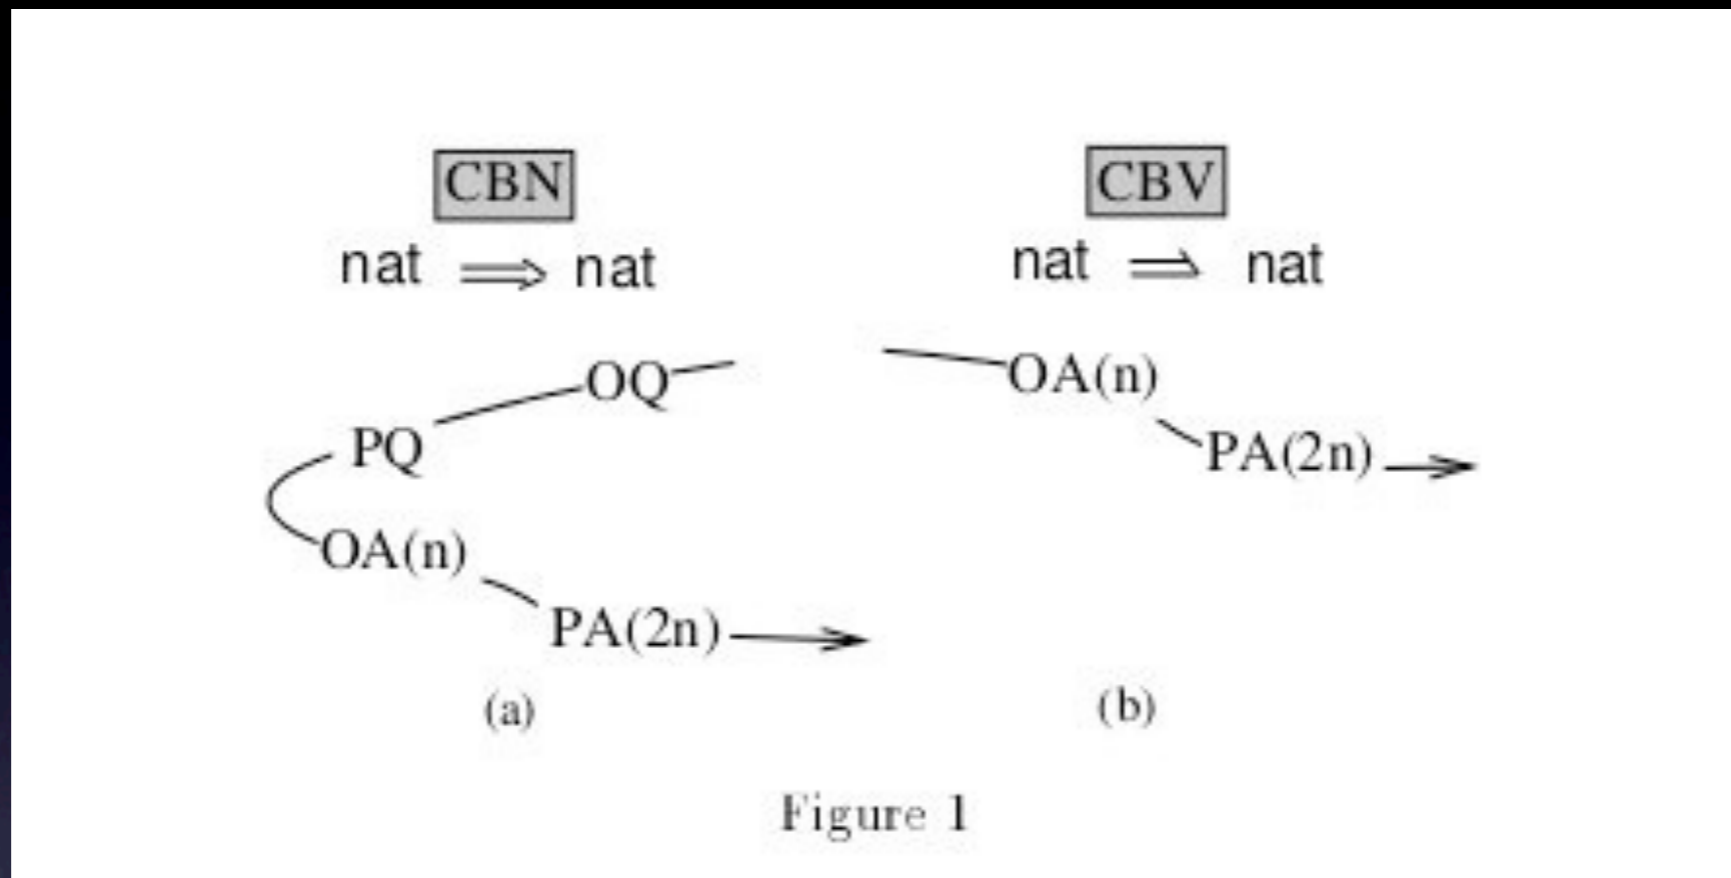 CBN
nat ⇒ nat
OQ
PQ
OA(n)
PA(2n)
(a)
CBV
nat ⇀ nat
OA(n)
PA(2n)
(b)
Figure 1